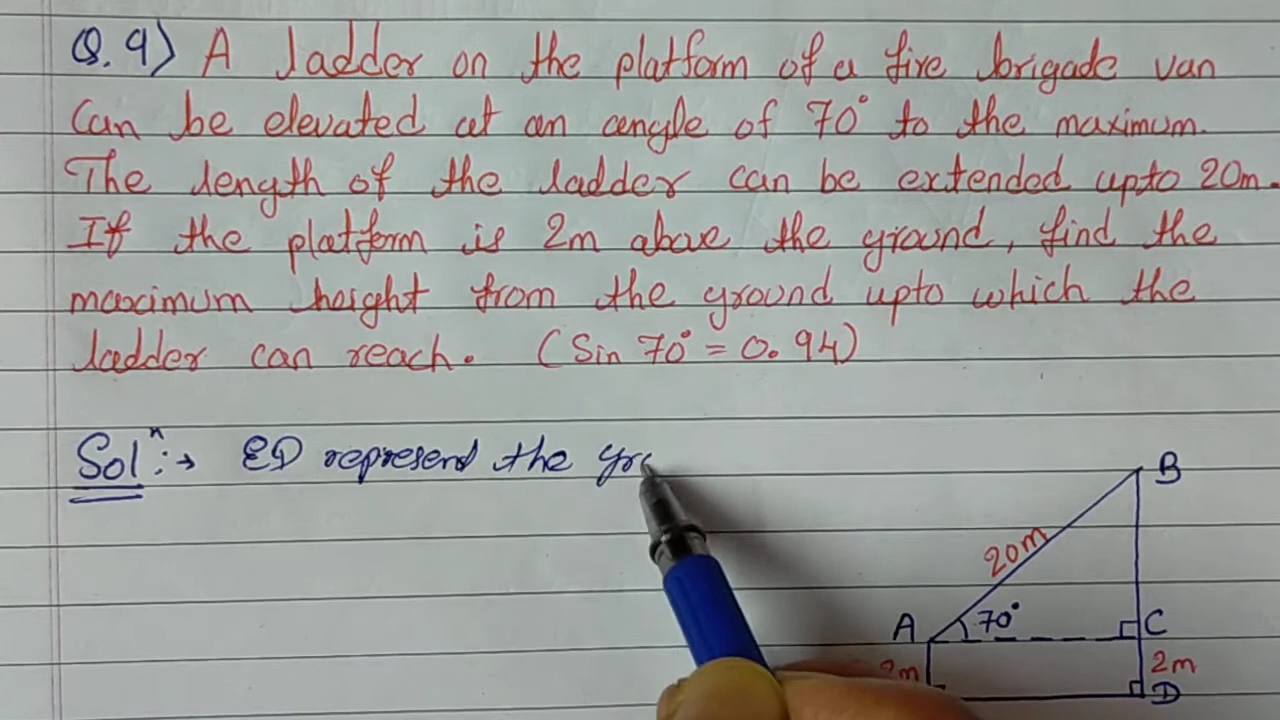 Q.9) A ladder on the platform of a fire brigade van
can be elevated at an angle of 70° to the maximum.
The length of the ladder can be extended upto 20m.
If the platform is 2m above the ground, find the
maximum height from the ground upto which the
ladder can reach. (Sin 70° = 0.94)
Solⁿ :→ ED represend the gro
B
20m
A 70° C
2m 2m
D